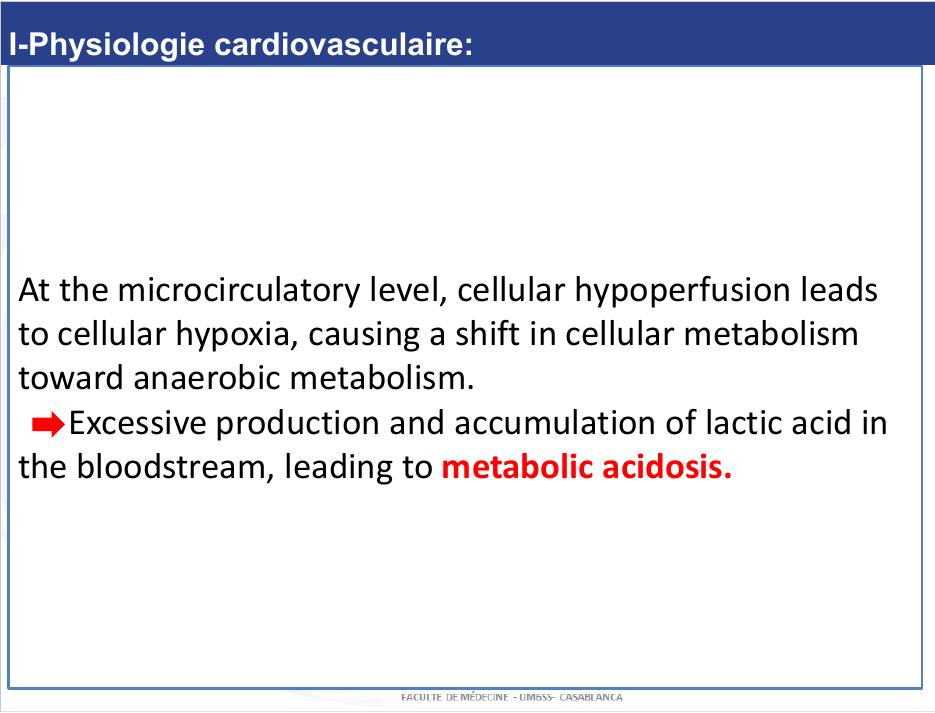 I-Physiologie cardiovasculaire:
At the microcirculatory level, cellular hypoperfusion leads
to cellular hypoxia, causing a shift in cellular metabolism
toward anaerobic metabolism.
Excessive production and accumulation of lactic acid in
the bloodstream, leading to metabolic acidosis.
FACULTE DE MÉDECINE - UM6SS- CASABLANCA